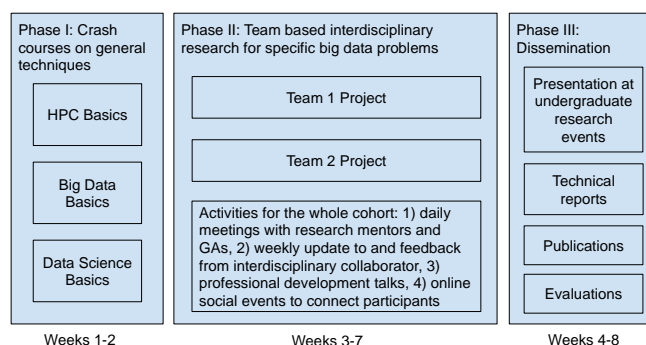 Phase I: Crash
courses on general
techniques
HPC Basics
Big Data
Basics
Data Science
Basics
Weeks 1-2
Phase II: Team based interdisciplinary
research for specific big data problems
Team 1 Project
Team 2 Project
Activities for the whole cohort: 1) daily
meetings with research mentors and
GAs, 2) weekly update to and feedback
from interdisciplinary collaborator, 3)
professional development talks, 4) online
social events to connect participants
Weeks 3-7
Phase III:
Dissemination
Presentation at
undergraduate
research
events
Technical
reports
Publications
Evaluations
Weeks 4-8